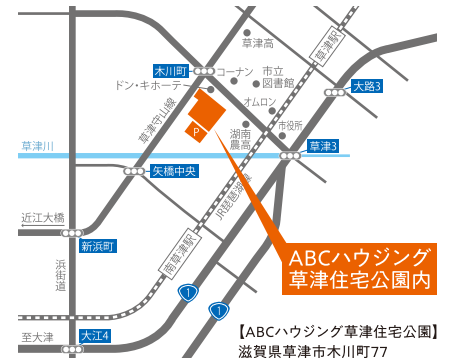 草津高
草津駅
木川町
コーナン
市立
図書館
ドン・キホーテ
大路3
オムロン
草津守山線
P
湖南
農高
市役所
草津川
草津3
矢橋中央
JR琵琶湖線
近江大橋
新浜町
南草津駅
ABCハウジング
草津住宅公園内
浜街道
1
1
至大津
大江4
【ABCハウジング草津住宅公園】
滋賀県草津市木川町77